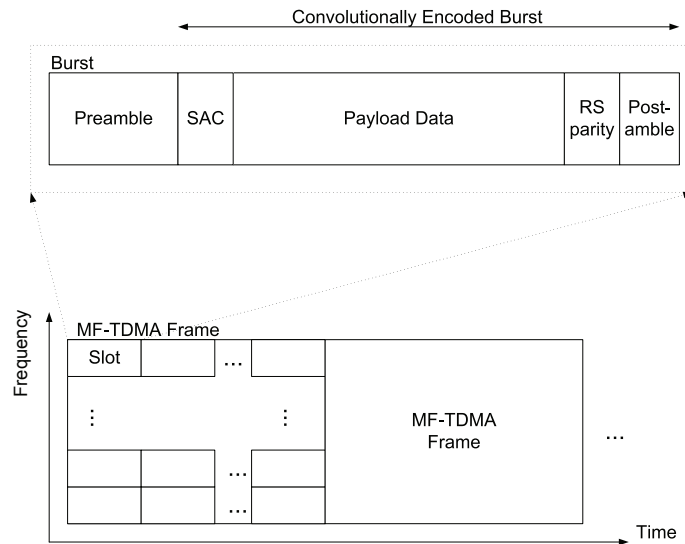 Convolutionally Encoded Burst
Burst
Preamble
SAC
Payload Data
RS
parity
Post-
amble
Frequency
MF-TDMA Frame
Slot
...
...
...
MF-TDMA
Frame
...
...
...
Time